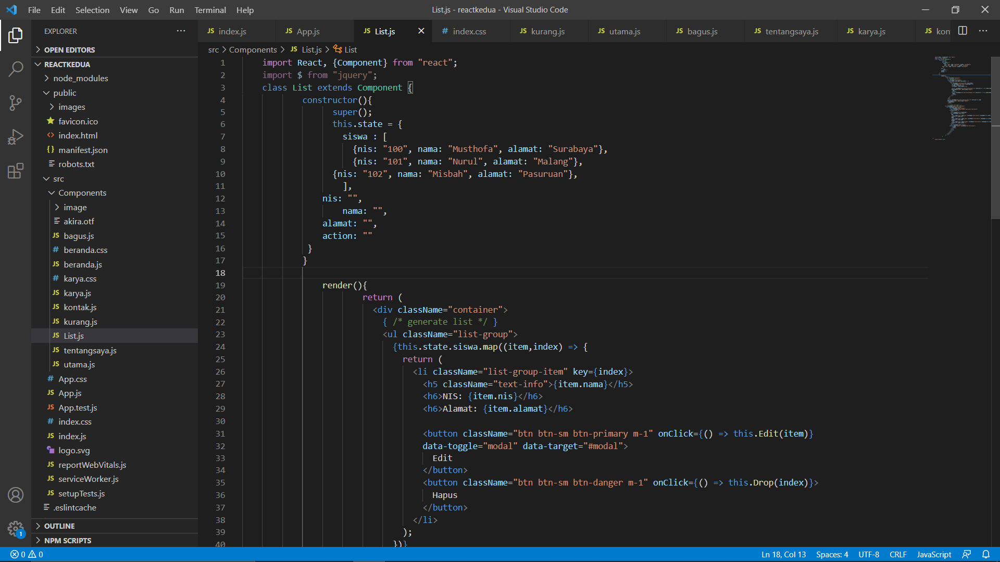 File Edit Selection View Go Run Terminal Help
List.js - reactkedua - Visual Studio Code
EXPLORER
OPEN EDITORS
REACTKEDUA
node_modules
public
images
favicon.ico
index.html
manifest.json
robots.txt
src
Components
image
akira.otf
bagus.js
beranda.css
beranda.js
karya.css
karya.js
kontak.js
kurang.js
List.js
tentangsaya.js
utama.js
App.css
App.js
App.test.js
index.css
index.js
logo.svg
reportWebVitals.js
serviceWorker.js
setupTests.js
.eslintcache
OUTLINE
NPM SCRIPTS
1
JS index.js JS App.js JS List.js # index.css JS kurang.js JS utama.js JS bagus.js JS tentangsaya.js JS karya.js JS kon
src > Components > JS List.js > List
1 import React, {Component} from "react";
2 import $ from "jquery";
3 class List extends Component {
4 constructor(){
5 super();
6 this.state = {
7 siswa : [
8 {nis: "100", nama: "Musthofa", alamat: "Surabaya"},
9 {nis: "101", nama: "Nurul", alamat: "Malang"},
10 {nis: "102", nama: "Misbah", alamat: "Pasuruan"},
11 ],
12 nis: "",
13 nama: "",
14 alamat: "",
15 action: ""
16 }
17 }
18
19 render(){
20 return (
21 <div className="container">
22 { /* generate list */ }
23 <ul className="list-group">
24 {this.state.siswa.map((item,index) => {
25 return (
26 <li className="list-group-item" key={index}>
27 <h5 className="text-info">{item.nama}</h5>
28 <h6>NIS: {item.nis}</h6>
29 <h6>Alamat: {item.alamat}</h6>
30
31 <button className="btn btn-sm btn-primary m-1" onClick={() => this.Edit(item)}
32 data-toggle="modal" data-target="#modal">
33 Edit
34 </button>
35 <button className="btn btn-sm btn-danger m-1" onClick={() => this.Drop(index)}>
36 Hapus
37 </button>
38 </li>
39 );
40 })}
0 0
Ln 18, Col 13 Spaces: 4 UTF-8 CRLF JavaScript